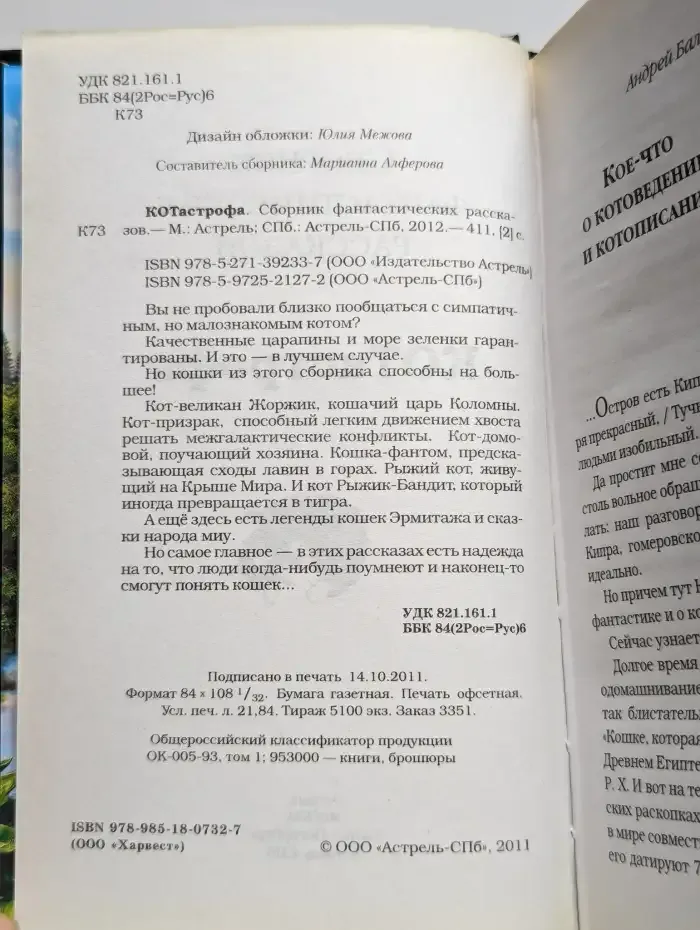 УДК 821.161.1
ББК 84(2Рос=Рус)6
К73
Дизайн обложки: Юлия Межова
Составитель сборника: Марианна Алферова
КОТастрофа. Сборник фантастических расска-
К73 зов.— М.: Астрель; СПб.: Астрель-СПб, 2012.— 411, [2] с.
ISBN 978-5-271-39233-7 (ООО «Издательство Астрель»)
ISBN 978-5-9725-2127-2 (ООО «Астрель-СПб»)
Вы не пробовали близко пообщаться с симпатич-
ным, но малознакомым котом?
Качественные царапины и море зеленки гаран-
тированы. И это — в лучшем случае.
Но кошки из этого сборника способны на боль-
шее!
Кот-великан Жоржик, кошачий царь Коломны.
Кот-призрак, способный легким движением хвоста
решать межгалактические конфликты. Кот-домо-
вой, поучающий хозяина. Кошка-фантом, предска-
зывающая сходы лавин в горах. Рыжий кот, живу-
щий на Крыше Мира. И кот Рыжик-Бандит, который
иногда превращается в тигра.
А ещё здесь есть легенды кошек Эрмитажа и сказ-
ки народа миу.
Но самое главное — в этих рассказах есть надежда
на то, что люди когда-нибудь поумнеют и наконец-то
смогут понять кошек...
УДК 821.161.1
ББК 84(2Рос=Рус)6
Подписано в печать 14.10.2011.
Формат 84 × 108 1/32. Бумага газетная. Печать офсетная.
Усл. печ. л. 21,84. Тираж 5100 экз. Заказ 3351.
Общероссийский классификатор продукции
ОК-005-93, том 1; 953000 — книги, брошюры
ISBN 978-985-18-0732-7
(ООО «Харвест»)
© ООО «Астрель-СПб», 2011
Андрей Бал
Кое-что
о котоведении
и котописани
...Остров есть Кип
ря прекрасный, / Тучн
людьми изобильный.
Да простит мне с
столь вольное обращ
лать: наш разговор
Кипра, гомеровско
идеально.
Но причем тут
фантастике и о ко
Сейчас узнает
Долгое время
одомашнивание
так блистатель
«Кошке, которая
Древнем Египте
Р. Х. И вот на те
ских раскопках
в мире совмест
его датируют 7